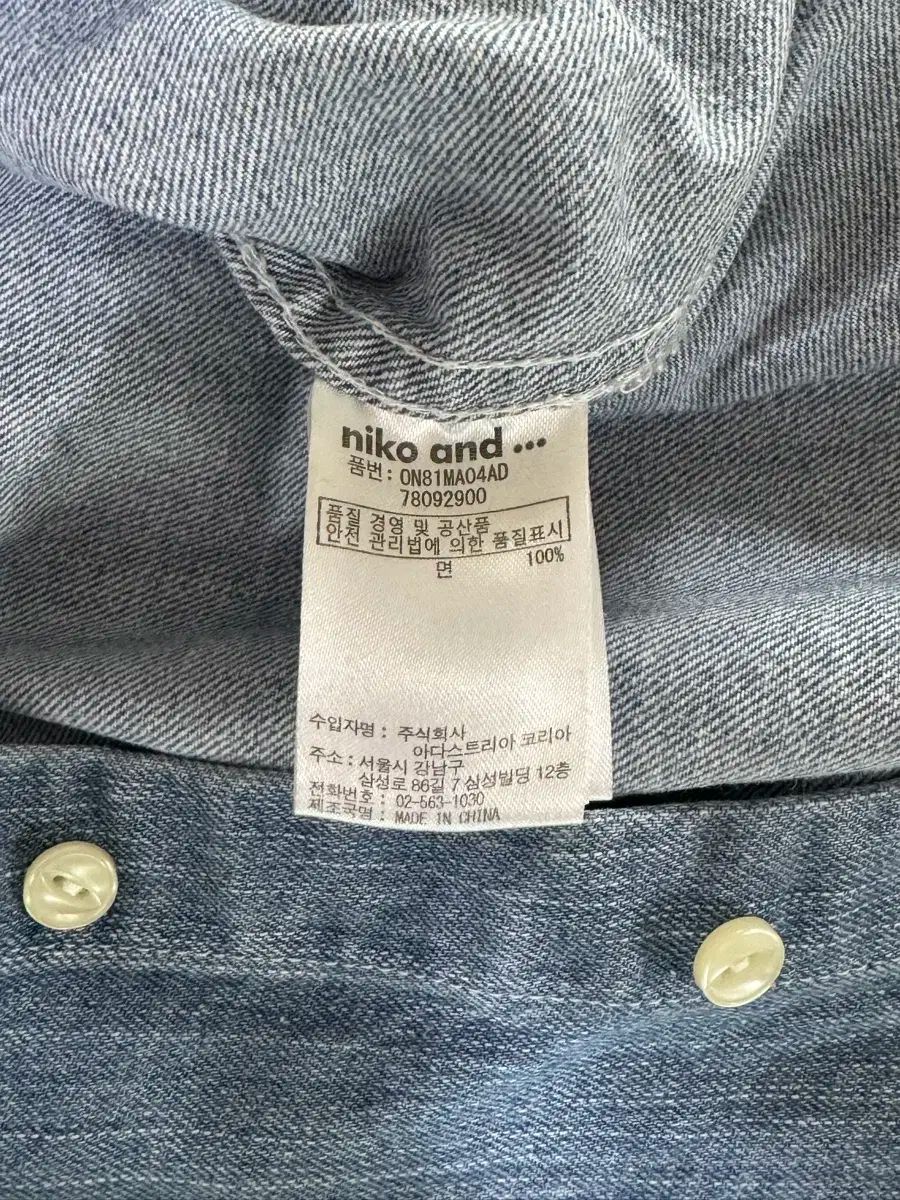 niko and ...
품번: ON81MA04AD
78092900
품질 경영 및 공산품
안전 관리법에 의한 품질표시
면 100%
수입자명 : 주식회사
아다스트리아 코리아
주소 : 서울시 강남구
삼성로 86길 7 삼성빌딩 12층
전화번호 : 02-563-1030
제조국명 : MADE IN CHINA